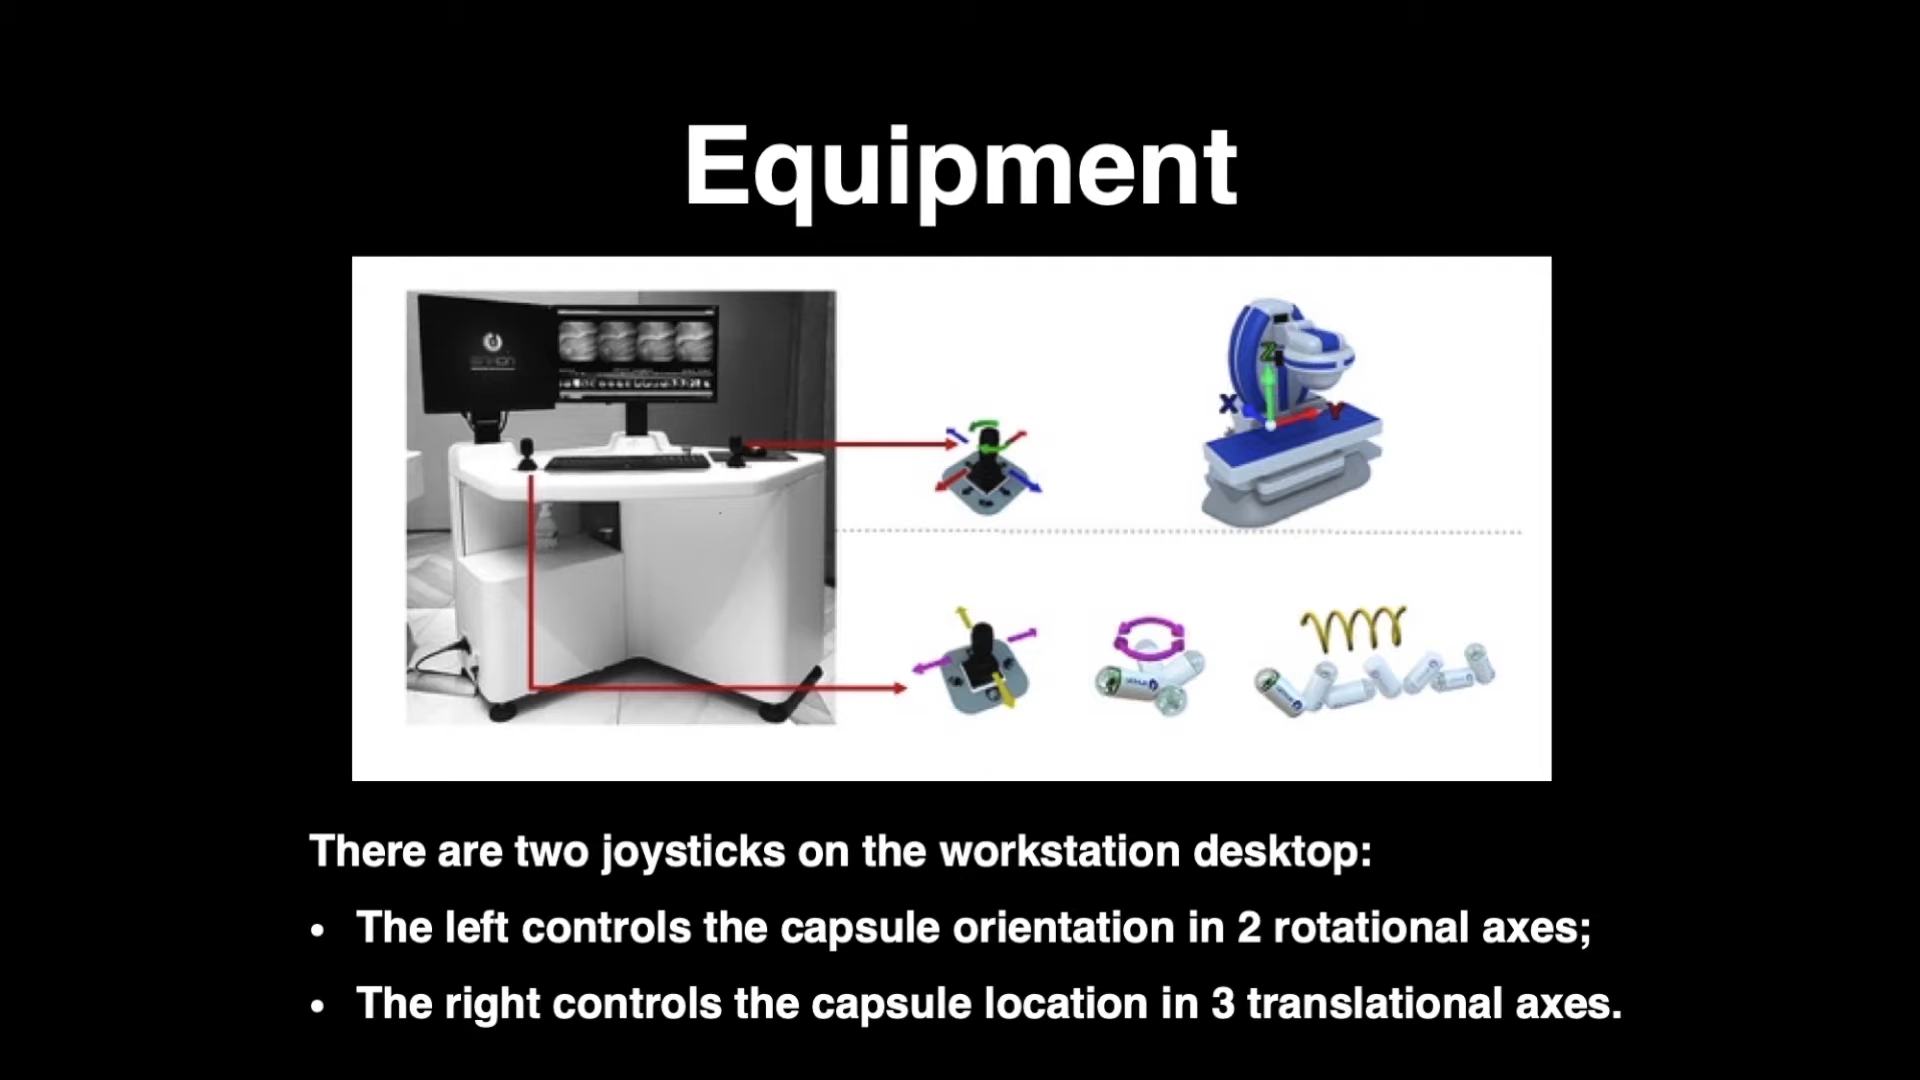 Equipment
Z
X
Y
There are two joysticks on the workstation desktop:
• The left controls the capsule orientation in 2 rotational axes;
• The right controls the capsule location in 3 translational axes.